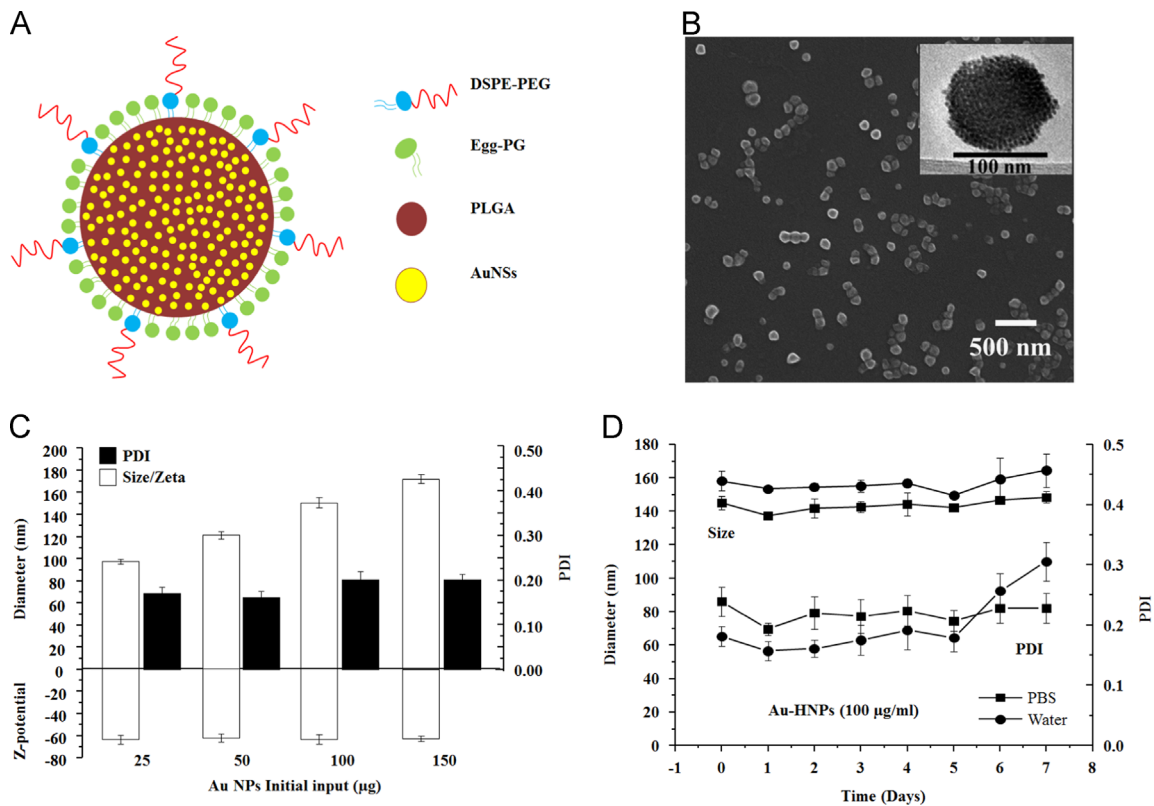 A
DSPE-PEG
Egg-PG
PLGA
AuNSs
B
100 nm
500 nm
C
PDI
Size/Zeta
Diameter (nm)
200
180
160
140
120
100
80
60
40
20
0
Z-potential
-20
-40
-60
-80
0.50
0.40
0.30
0.20
0.10
0.00
PDI
25 50 100 150
Au NPs Initial input (µg)
D
Diameter (nm)
180
160
140
120
100
80
60
40
20
0
Size
PDI
Au-HNPs (100 µg/ml)
PBS
Water
0.5
0.4
0.3
0.2
0.1
0.0
PDI
-1 0 1 2 3 4 5 6 7 8
Time (Days)